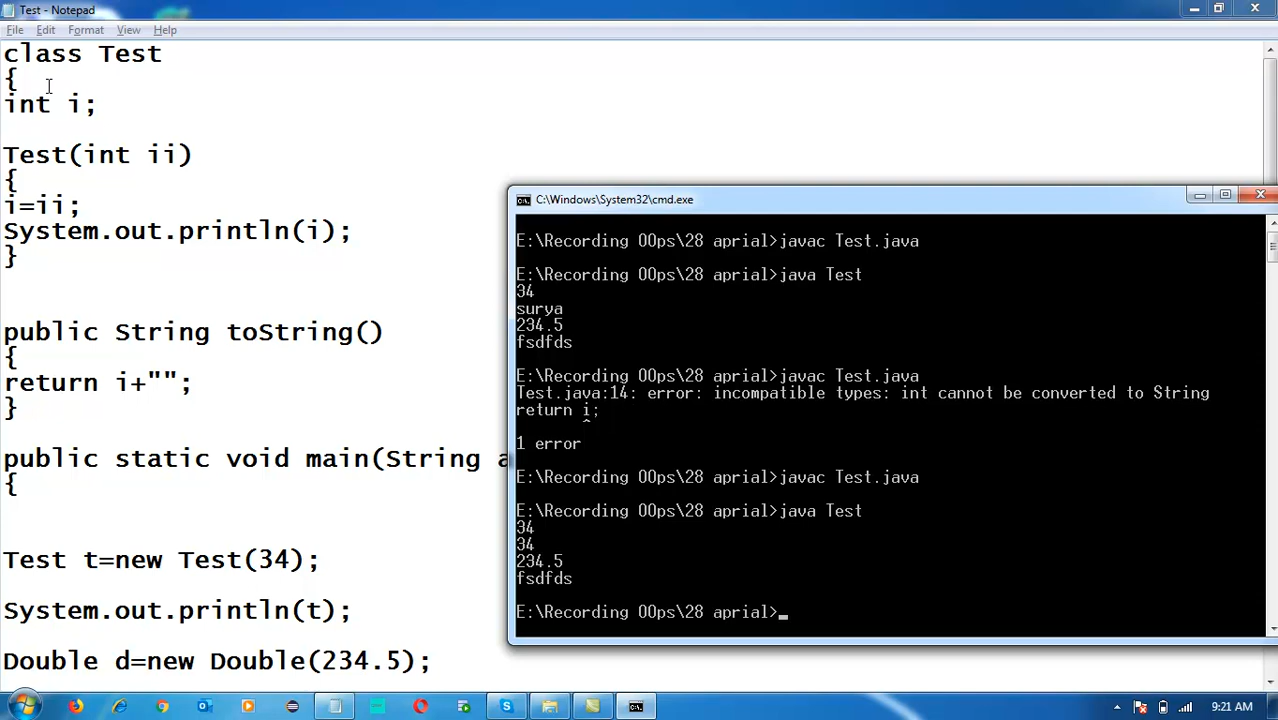 Test - Notepad
File Edit Format View Help
class Test
{
int i;
Test(int ii)
{
i=ii;
System.out.println(i);
}
public String toString()
{
return i+"";
}
public static void main(String a
{
Test t=new Test(34);
System.out.println(t);
Double d=new Double(234.5);
C:\Windows\System32\cmd.exe
E:\Recording OOps\28 aprial>javac Test.java
E:\Recording OOps\28 aprial>java Test
34
surya
234.5
fsdfds
E:\Recording OOps\28 aprial>javac Test.java
Test.java:14: error: incompatible types: int cannot be converted to String
return i;
^
1 error
E:\Recording OOps\28 aprial>javac Test.java
E:\Recording OOps\28 aprial>java Test
34
34
234.5
fsdfds
E:\Recording OOps\28 aprial>_
9:21 AM